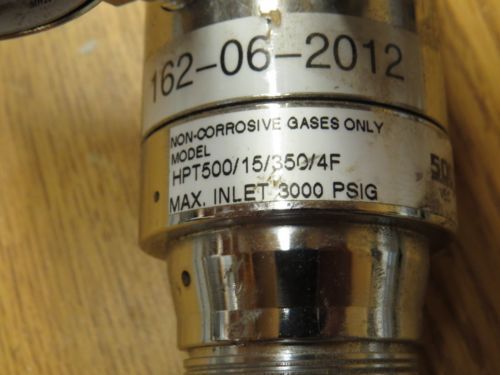 162-06-2012
NON-CORROSIVE GASES ONLY
MODEL
HPT500/15/350/4F
MAX. INLET 3000 PSIG